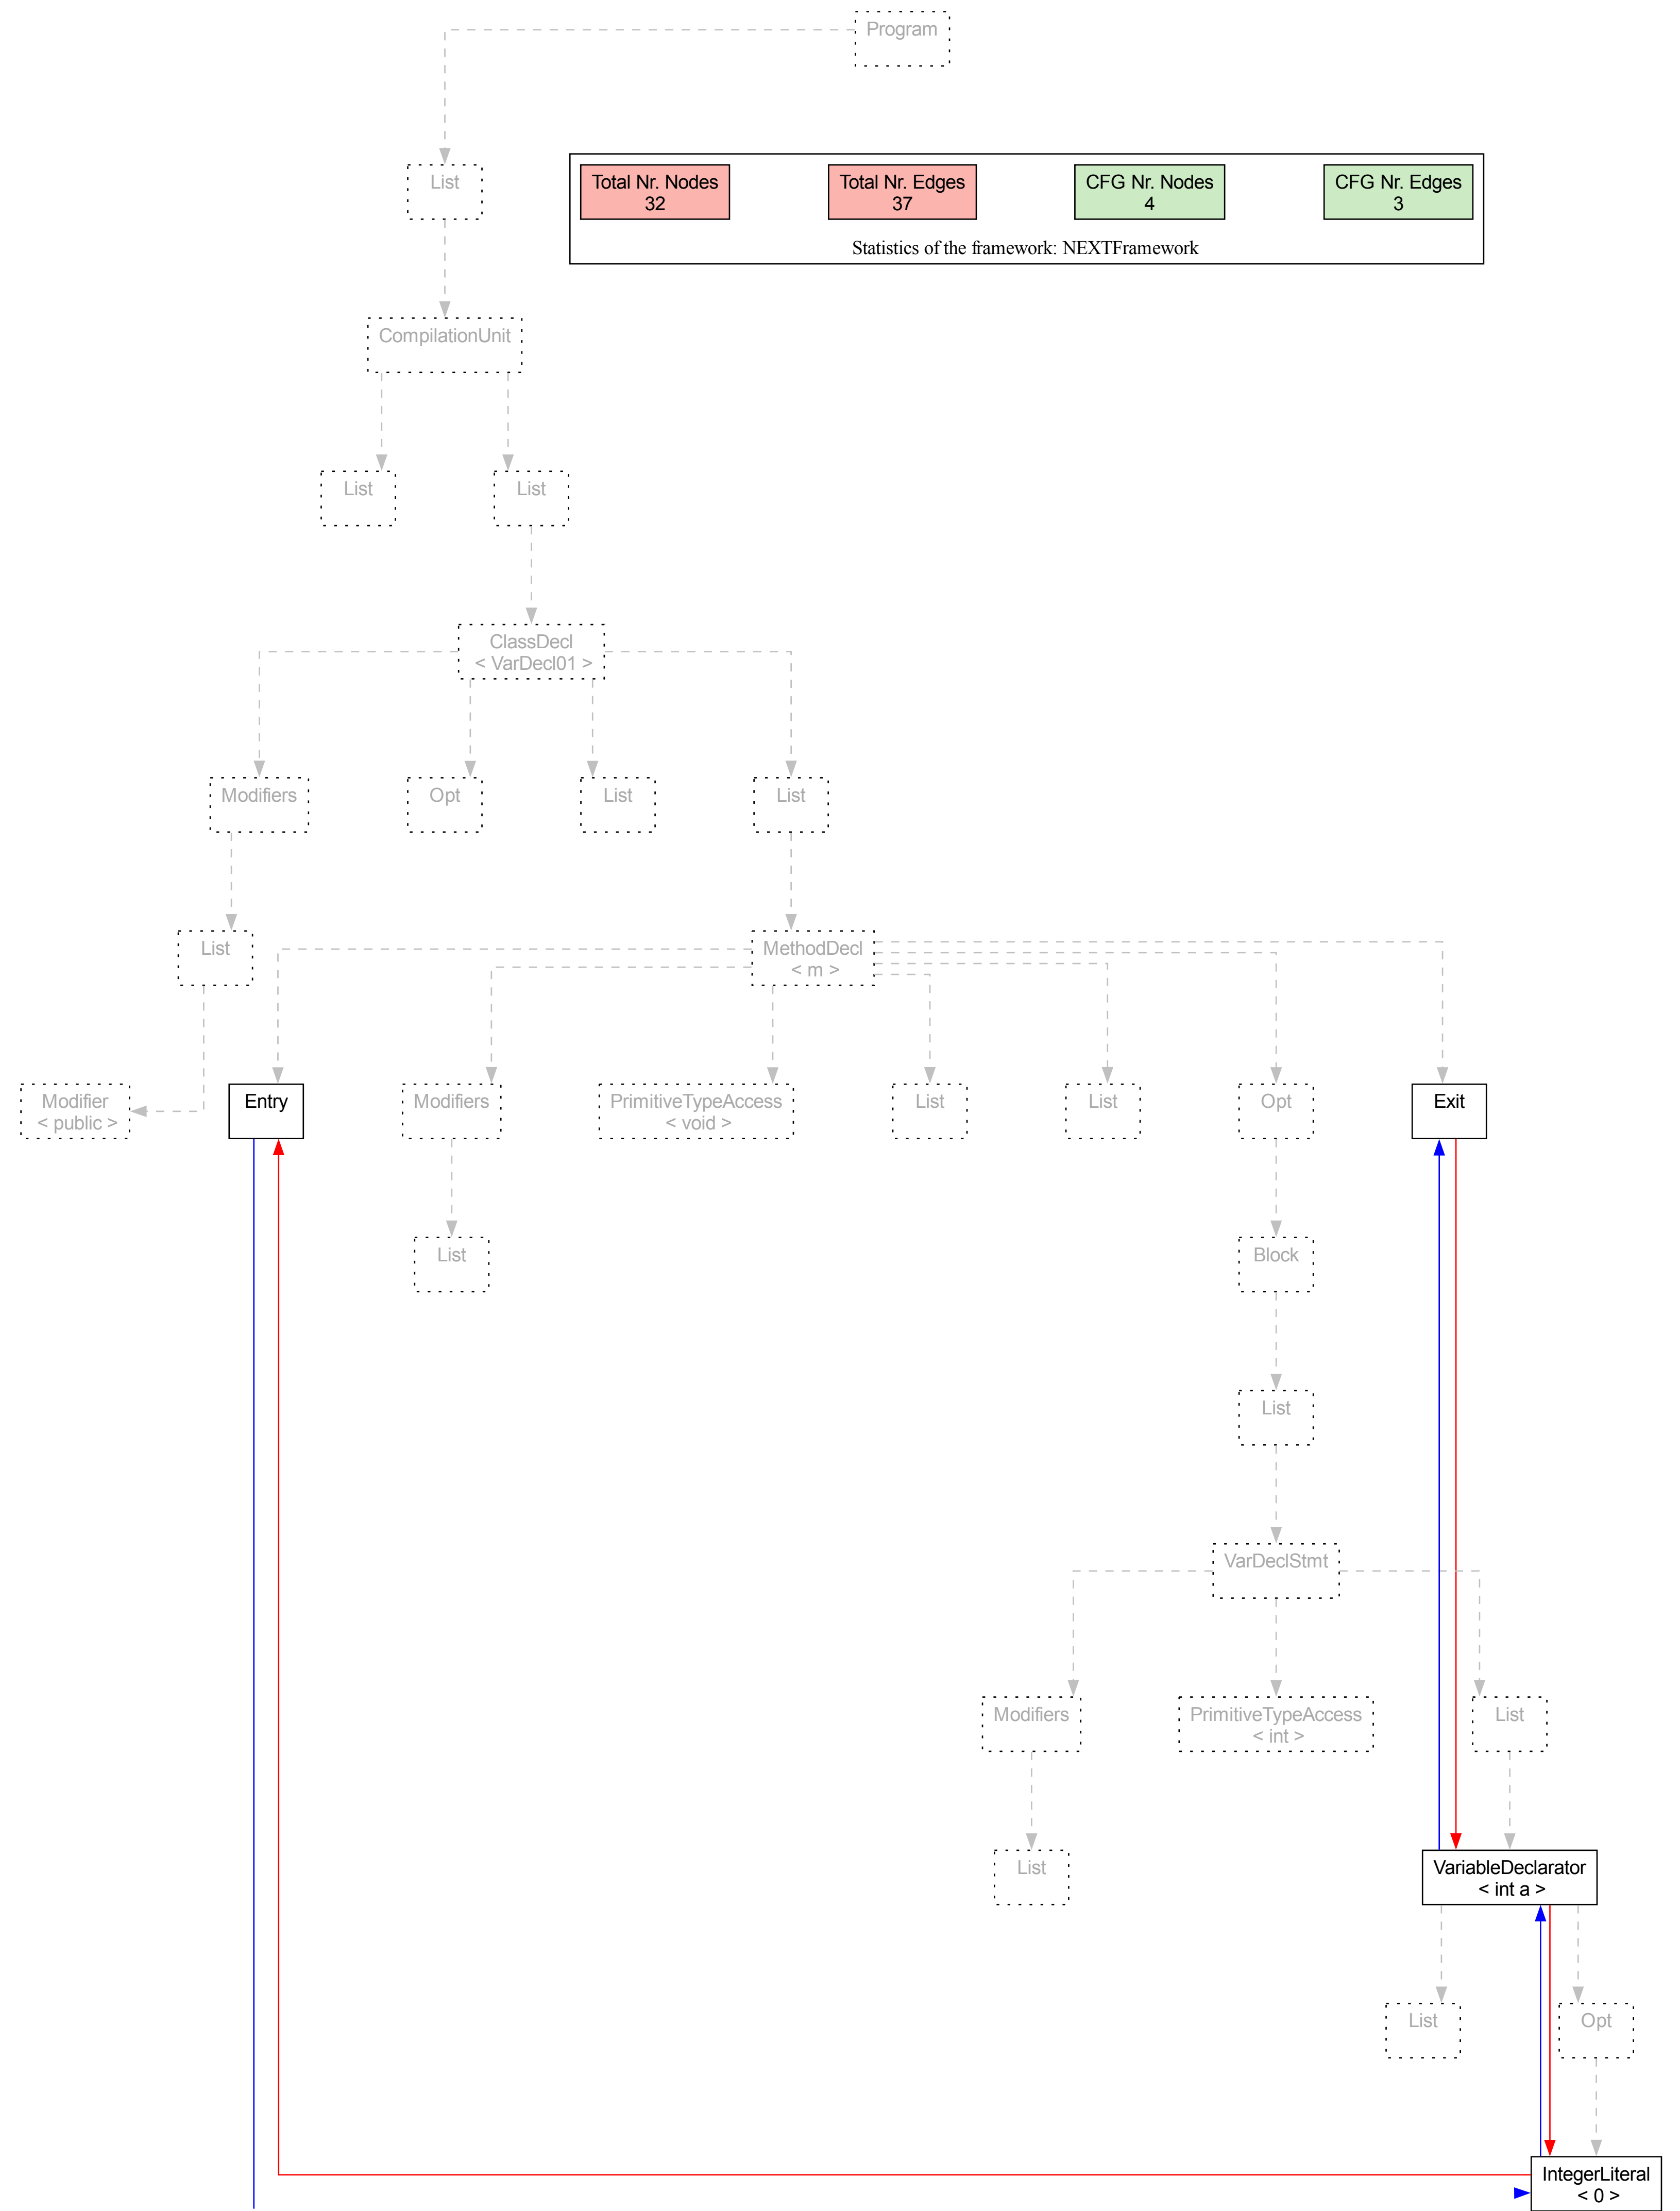 Program
List
Total Nr. Nodes
32
Total Nr. Edges
37
CFG Nr. Nodes
4
CFG Nr. Edges
3
Statistics of the framework: NEXTFramework
CompilationUnit
List
List
ClassDecl
< VarDecl01 >
Modifiers
Opt
List
List
List
MethodDecl
< m >
Modifier
< public >
Entry
Modifiers
PrimitiveTypeAccess
< void >
List
List
Opt
Exit
List
Block
List
VarDeclStmt
Modifiers
PrimitiveTypeAccess
< int >
List
List
VariableDeclarator
< int a >
List
Opt
IntegerLiteral
< 0 >